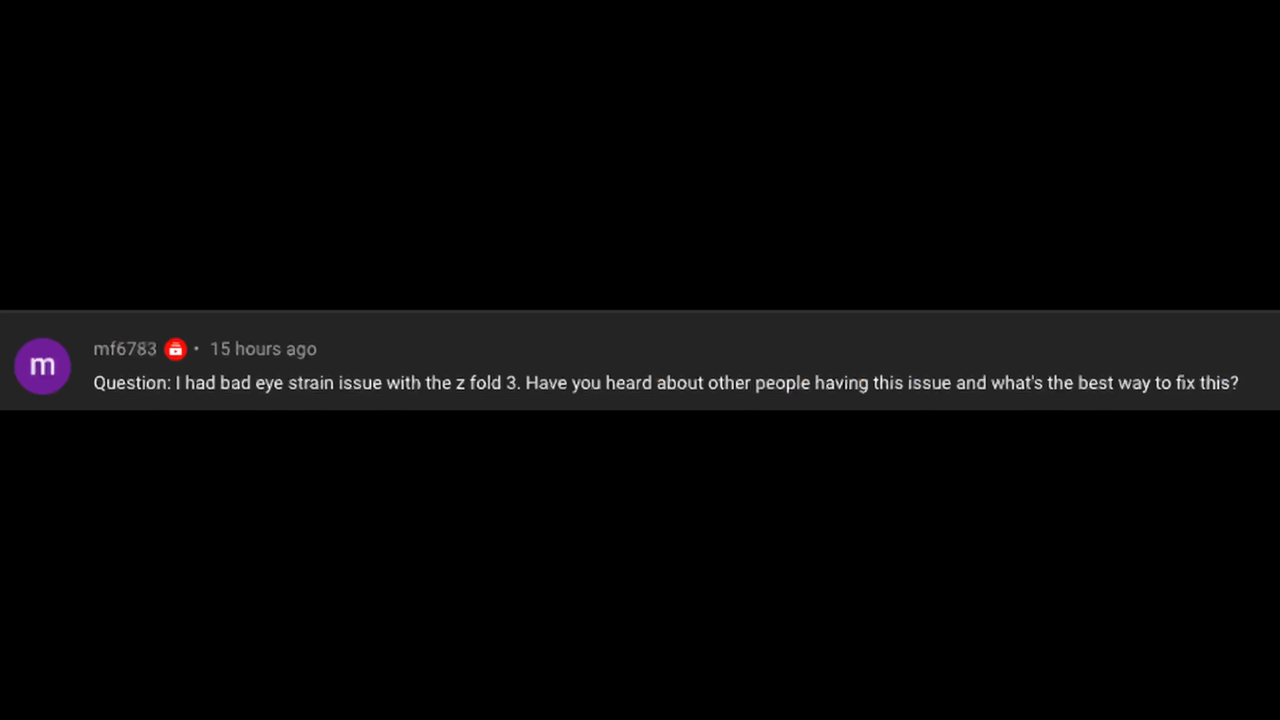 m
mf6783 • 15 hours ago
Question: I had bad eye strain issue with the z fold 3. Have you heard about other people having this issue and what's the best way to fix this?